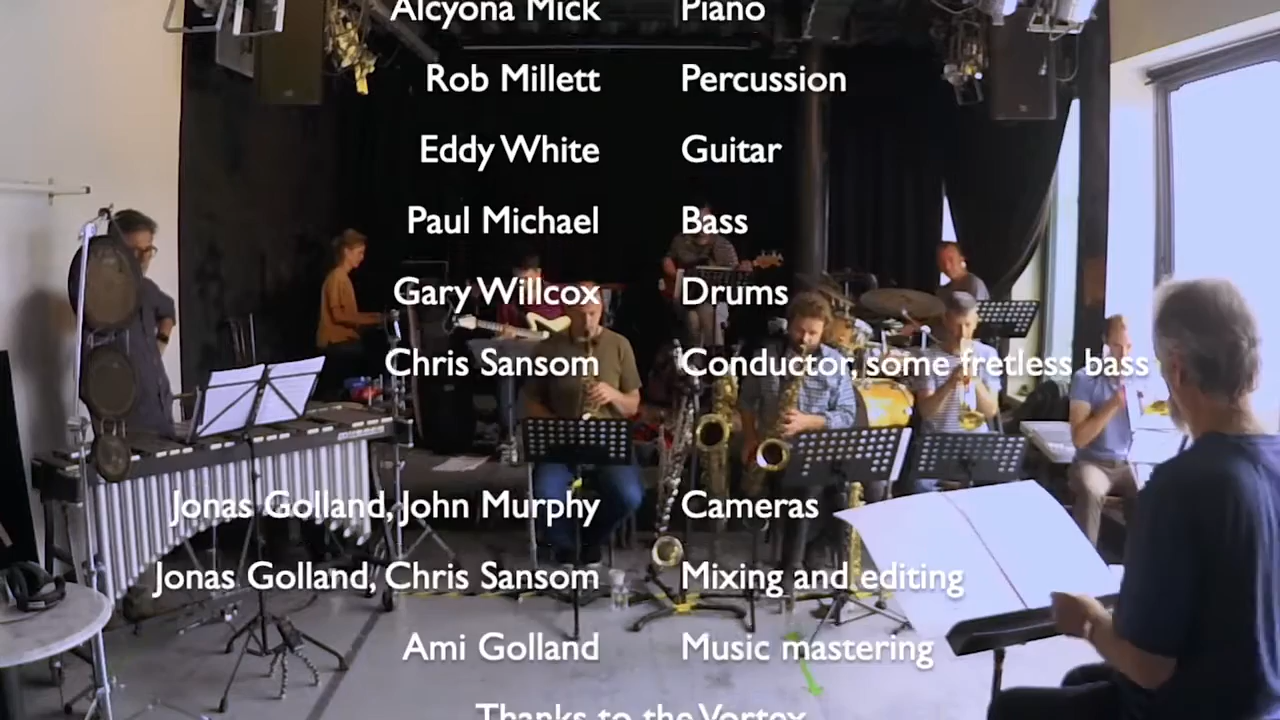 Alcyona Mick Piano
Rob Millett Percussion
Eddy White Guitar
Paul Michael Bass
Gary Willcox Drums
Chris Sansom Conductor, some fretless bass
Jonas Golland, John Murphy Cameras
Jonas Golland, Chris Sansom Mixing and editing
Ami Golland Music mastering
Thanks to the Vortex